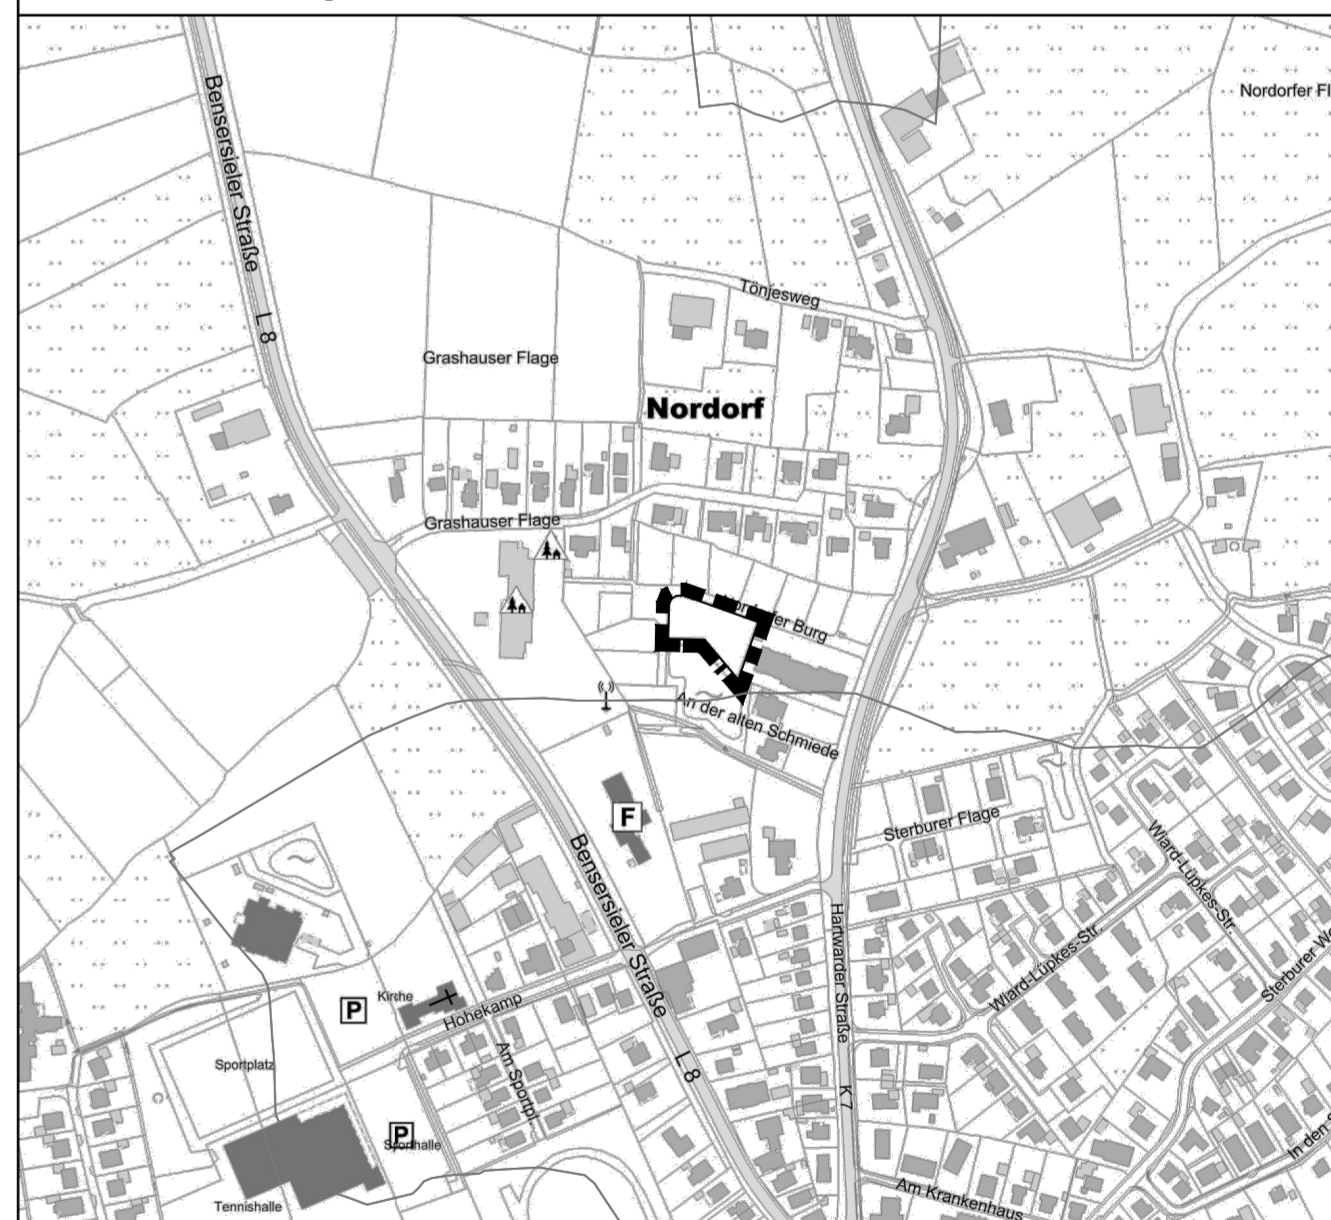 Bensersieler Straße
L 8
Nordorfer Fl
Tönjesweg
Grashauser Flage
Nordorf
Grashauser Flage
er Burg
An der alten Schmiede
F
Sterburer Flage
Wiard-Lüpkes-Str.
Bensersieler Straße
Hartwarder Straße
Wiard-Lüpkes-Str.
Kirche
P
Hohekamp
Sportplatz
Am Sportpl.
L 8
K 7
P
Sporthalle
Tennishalle
Am Krankenhaus
Sterburer We
In den